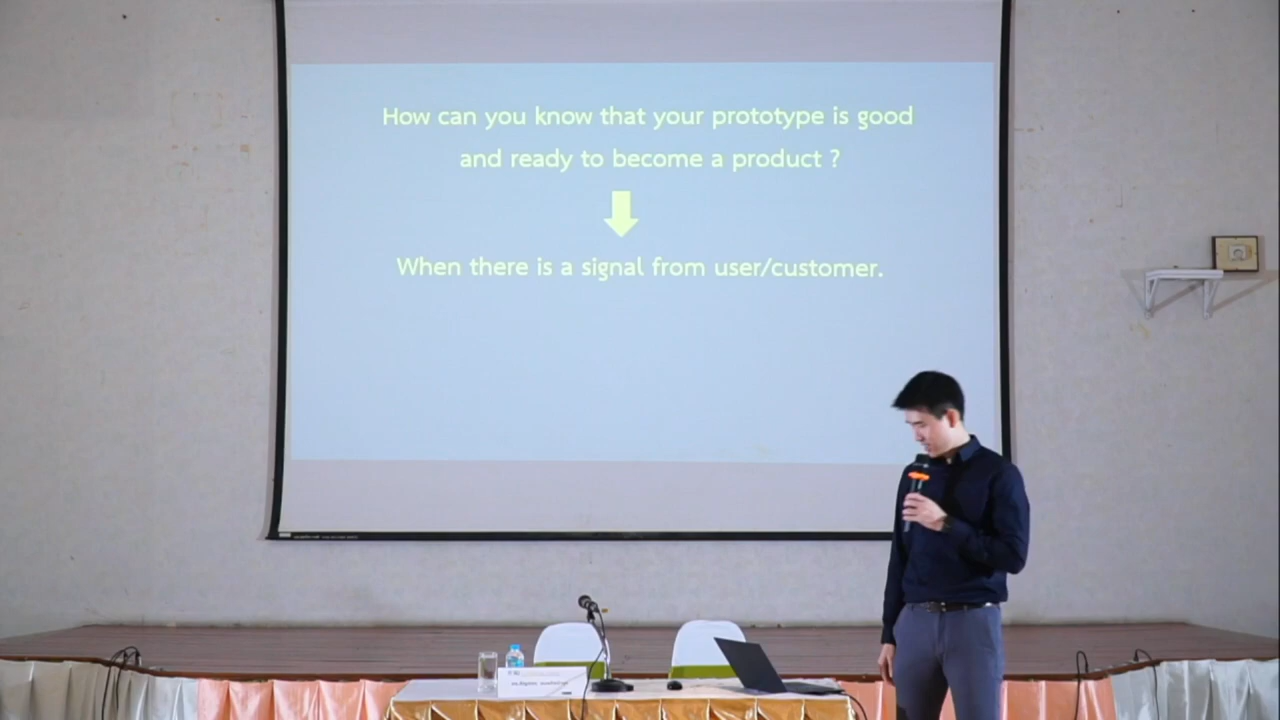 How can you know that your prototype is good
and ready to become a product ?
When there is a signal from user/customer.